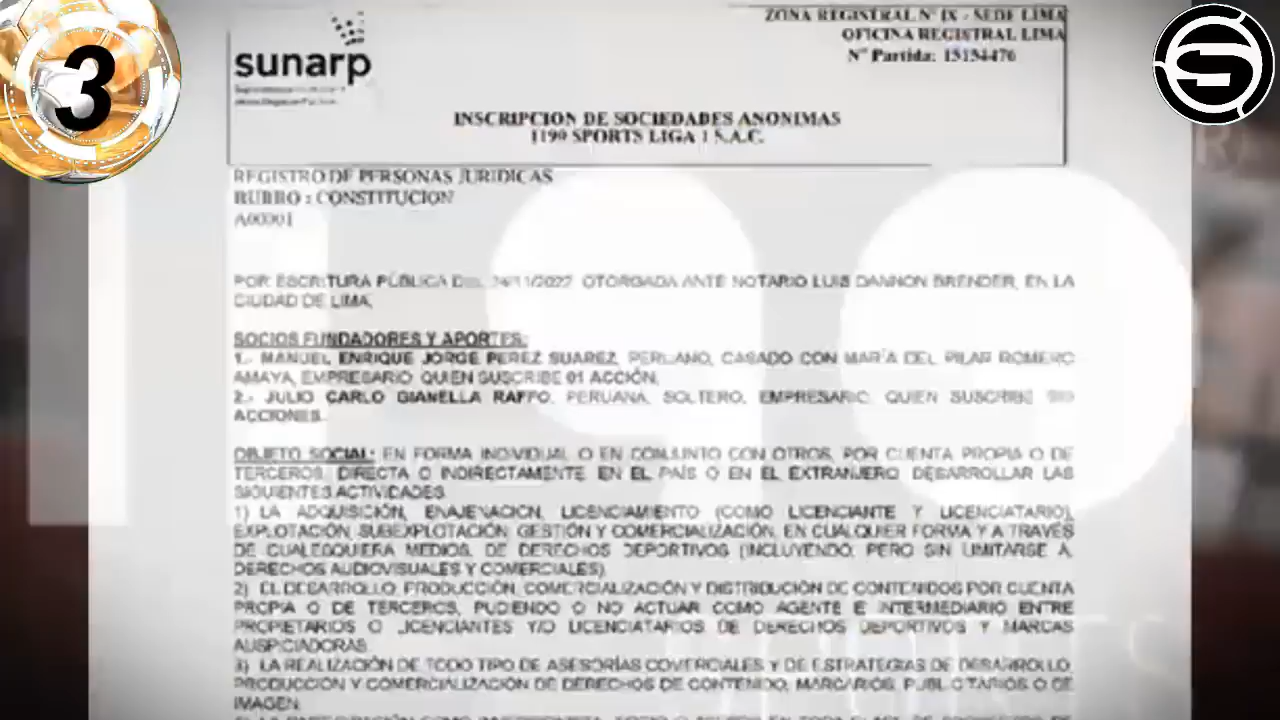 3
sunarp
ZONA REGISTRAL N° IX - SEDE LIMA
OFICINA REGISTRAL LIMA
N° Partida: 15154476
INSCRIPCION DE SOCIEDADES ANONIMAS
1190 SPORTS LIGA 1 S.A.C.
REGISTRO DE PERSONAS JURIDICAS
RUBRO : CONSTITUCION
A00001
POR ESCRITURA PÚBLICA DEL OTORGADA ANTE NOTARIO LUIS DANNON BRENDER, EN LA
CIUDAD DE LIMA,
SOCIOS FUNDADORES Y APORTES:
1.- MANUEL ENRIQUE JORGE PEREZ SUAREZ, PERUANO, CASADO CON MARÍA DEL PILAR ROMERO
AMAYA, EMPRESARIO QUIEN SUSCRIBE 01 ACCIÓN,
2.- JULIO CARLO GIANELLA RAFFO, PERUANA, SOLTERO, EMPRESARIO, QUIEN SUSCRIBE
ACCIONES.
OBJETO SOCIAL: EN FORMA INDIVIDUAL O EN CONJUNTO CON OTROS, POR CUENTA PROPIA O DE
TERCEROS, DIRECTA O INDIRECTAMENTE EN EL PAÍS O EN EL EXTRANJERO DESARROLLAR LAS
SIGUIENTES ACTIVIDADES
1) LA ADQUISICIÓN, ENAJENACION, LICENCIAMIENTO (COMO LICENCIANTE Y LICENCIATARIO),
EXPLOTACIÓN, SUBEXPLOTACIÓN, GESTIÓN Y COMERCIALIZACIÓN, EN CUALQUIER FORMA Y A TRAVÉS
DE CUALESQUIERA MEDIOS, DE DERECHOS DEPORTIVOS (INCLUYENDO, PERO SIN LIMITARSE A,
DERECHOS AUDIOVISUALES Y COMERCIALES)
2) EL DESARROLLO, PRODUCCIÓN, COMERCIALIZACIÓN Y DISTRIBUCIÓN DE CONTENIDOS POR CUENTA
PROPIA O DE TERCEROS, PUDIENDO O NO ACTUAR COMO AGENTE E INTERMEDIARIO ENTRE
PROPIETARIOS O LICENCIANTES Y/O LICENCIATARIOS DE DERECHOS DEPORTIVOS Y MARCAS
AUSPICIADORAS
3) LA REALIZACIÓN DE TODO TIPO DE ASESORÍAS COMERCIALES Y DE ESTRATEGIAS DE DESARROLLO,
PRODUCCIÓN Y COMERCIALIZACIÓN DE DERECHOS DE CONTENIDO, MARCARIOS, PUBLICITARIOS O DE
IMAGEN